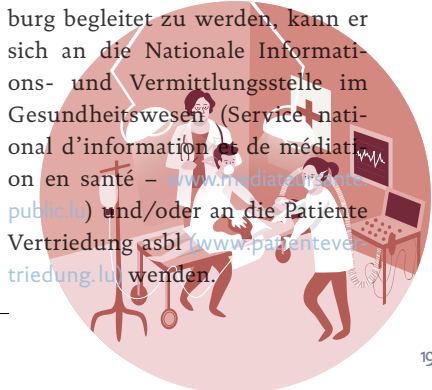 burg begleitet zu werden, kann er
sich an die Nationale Informati-
ons- und Vermittlungsstelle im
Gesundheitswesen (Service nati-
onal d’information et de médiati-
on en santé – www.mediateursante.
public.lu) und/oder an die Patiente
Vertriedung asbl (www.patientever-
triedung.lu) wenden.
19